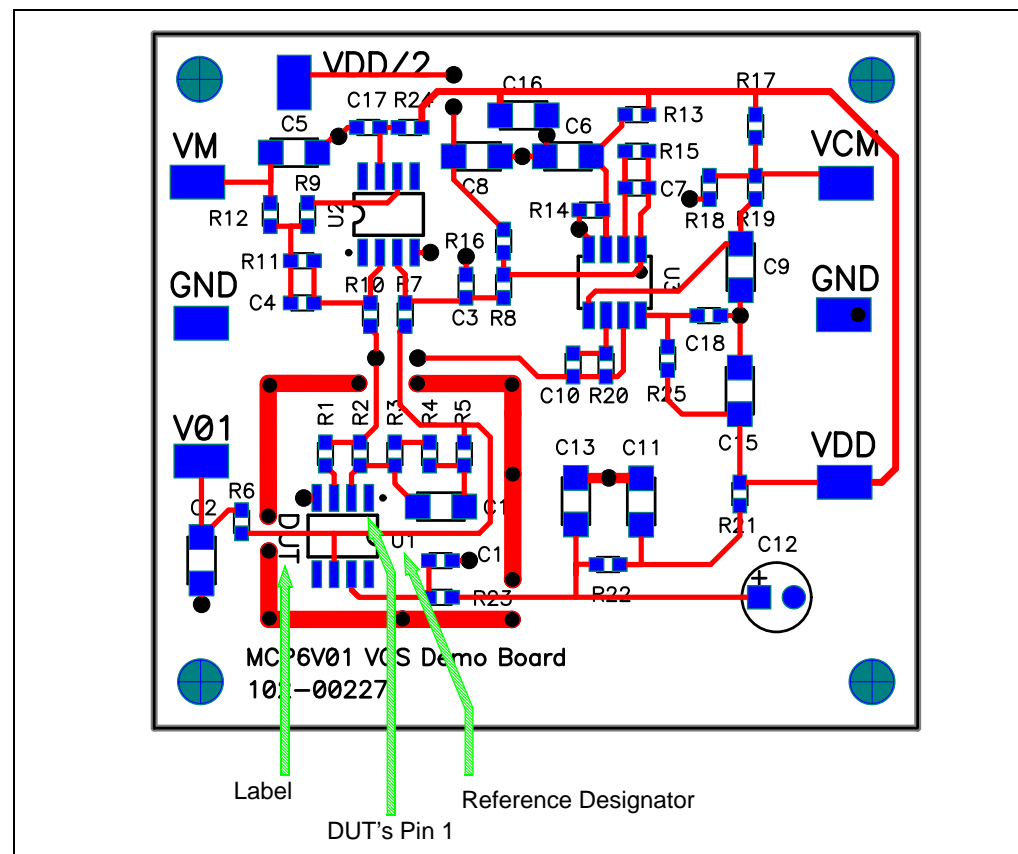 VDD/2
C16
R17
C17 R24
C5
C6
R13
VM
VCM
R15
R9
C8
C7
R12
U2
R14
R18
R19
R16
R11
C9
GND
R10 R7
U3
GND
C4
C3 R8
C18
C10 R20
R25
R1
R2
R3
R4
R5
V01
C13 C11
C15
VDD
R6
C2
C1
R21
DUT
U1
C1
C12
+
R23
R22
MCP6V01 VOS Demo Board
102-00227
Label
Reference Designator
DUT's Pin 1